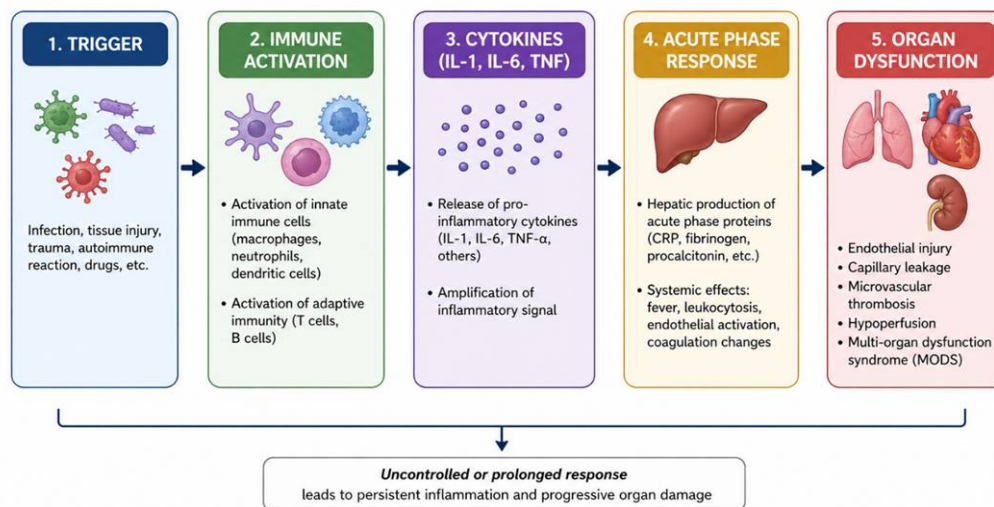 1. TRIGGER
Infection, tissue injury,
trauma, autoimmune
reaction, drugs, etc.
2. IMMUNE
ACTIVATION
• Activation of innate
immune cells
(macrophages,
neutrophils,
dendritic cells)
• Activation of adaptive
immunity (T cells,
B cells)
3. CYTOKINES
(IL-1, IL-6, TNF)
• Release of pro-
inflammatory cytokines
(IL-1, IL-6, TNF-α,
others)
• Amplification of
inflammatory signal
4. ACUTE PHASE
RESPONSE
• Hepatic production of
acute phase proteins
(CRP, fibrinogen,
procalcitonin, etc.)
• Systemic effects:
fever, leukocytosis,
endothelial activation,
coagulation changes
5. ORGAN
DYSFUNCTION
• Endothelial injury
• Capillary leakage
• Microvascular
thrombosis
• Hypoperfusion
• Multi-organ dysfunction
syndrome (MODS)
Uncontrolled or prolonged response
leads to persistent inflammation and progressive organ damage